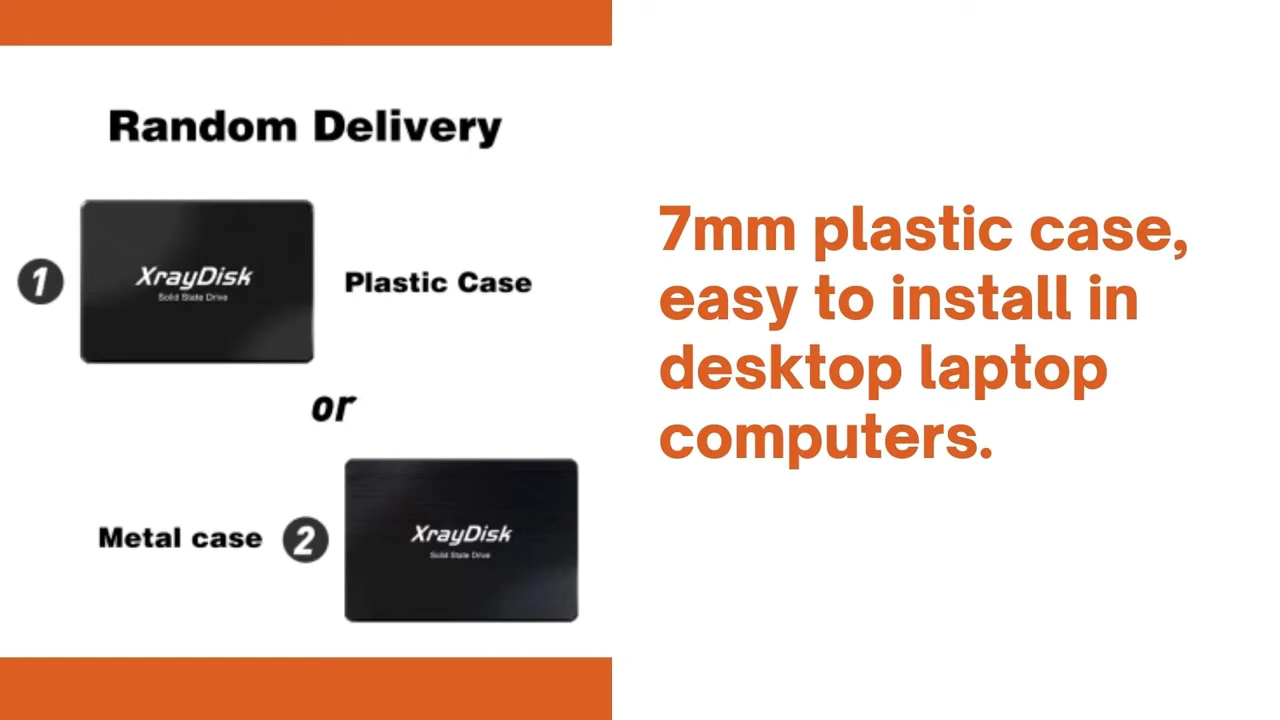 Random Delivery
1
XrayDisk
Solid State Drive
Plastic Case
or
Metal case
2
XrayDisk
Solid State Drive
7mm plastic case,
easy to install in
desktop laptop
computers.